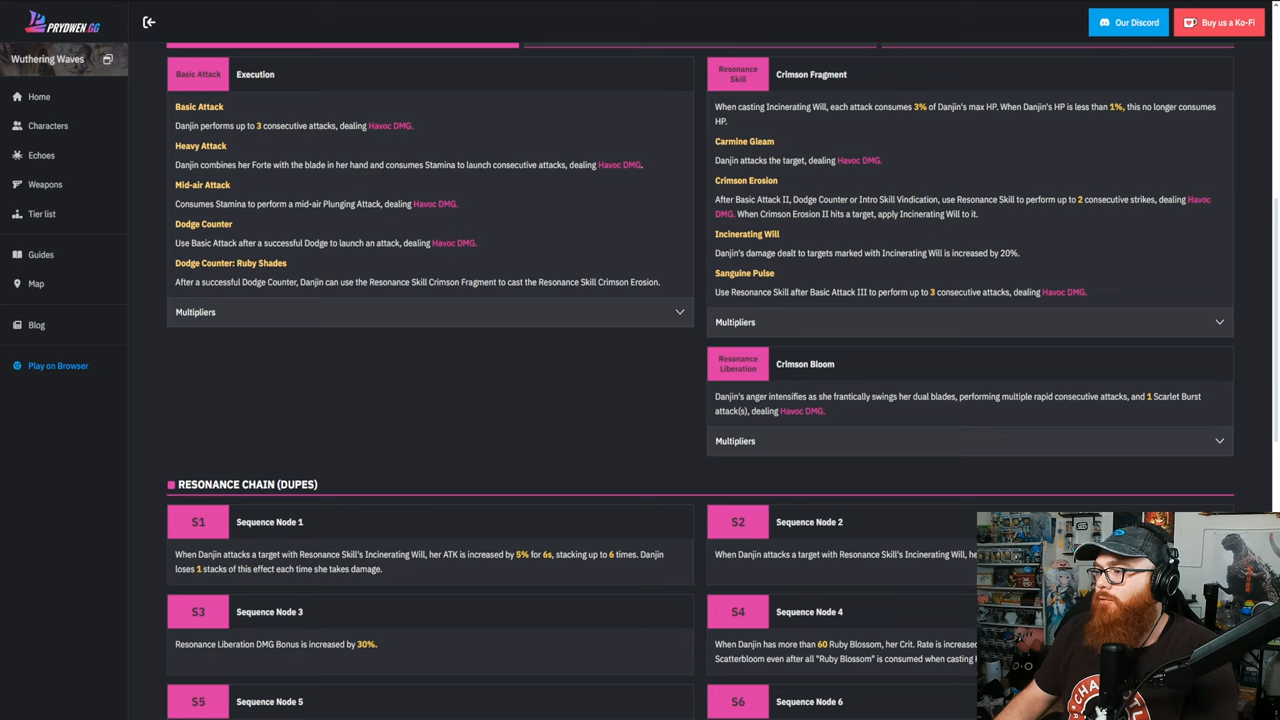 PRYDWEN.GG
Our Discord
Buy us a Ko-Fi
Wuthering Waves
Home
Characters
Echoes
Weapons
Tier list
Guides
Map
Blog
Play on Browser
Basic Attack
Execution
Basic Attack
Danjin performs up to 3 consecutive attacks, dealing Havoc DMG.
Heavy Attack
Danjin combines her Forte with the blade in her hand and consumes Stamina to launch consecutive attacks, dealing Havoc DMG.
Mid-air Attack
Consumes Stamina to perform a mid-air Plunging Attack, dealing Havoc DMG.
Dodge Counter
Use Basic Attack after a successful Dodge to launch an attack, dealing Havoc DMG.
Dodge Counter: Ruby Shades
After a successful Dodge Counter, Danjin can use the Resonance Skill Crimson Fragment to cast the Resonance Skill Crimson Erosion.
Multipliers
Resonance
Skill
Crimson Fragment
When casting Incinerating Will, each attack consumes 3% of Danjin's max HP. When Danjin's HP is less than 1%, this no longer consumes
HP.
Carmine Gleam
Danjin attacks the target, dealing Havoc DMG.
Crimson Erosion
After Basic Attack II, Dodge Counter or Intro Skill Vindication, use Resonance Skill to perform up to 2 consecutive strikes, dealing Havoc
DMG. When Crimson Erosion II hits a target, apply Incinerating Will to it.
Incinerating Will
Danjin's damage dealt to targets marked with Incinerating Will is increased by 20%.
Sanguine Pulse
Use Resonance Skill after Basic Attack III to perform up to 3 consecutive attacks, dealing Havoc DMG.
Multipliers
Resonance
Liberation
Crimson Bloom
Danjin's anger intensifies as she frantically swings her dual blades, performing multiple rapid consecutive attacks, and 1 Scarlet Burst
attack(s), dealing Havoc DMG.
Multipliers
RESONANCE CHAIN (DUPES)
S1
Sequence Node 1
When Danjin attacks a target with Resonance Skill's Incinerating Will, her ATK is increased by 5% for 6s, stacking up to 6 times. Danjin
loses 1 stacks of this effect each time she takes damage.
S2
Sequence Node 2
When Danjin attacks a target with Resonance Skill's Incinerating Will, he
S3
Sequence Node 3
Resonance Liberation DMG Bonus is increased by 30%.
S4
Sequence Node 4
When Danjin has more than 60 Ruby Blossom, her Crit. Rate is increased
Scatterbloom even after all "Ruby Blossom" is consumed when casting
S5
Sequence Node 5
S6
Sequence Node 6